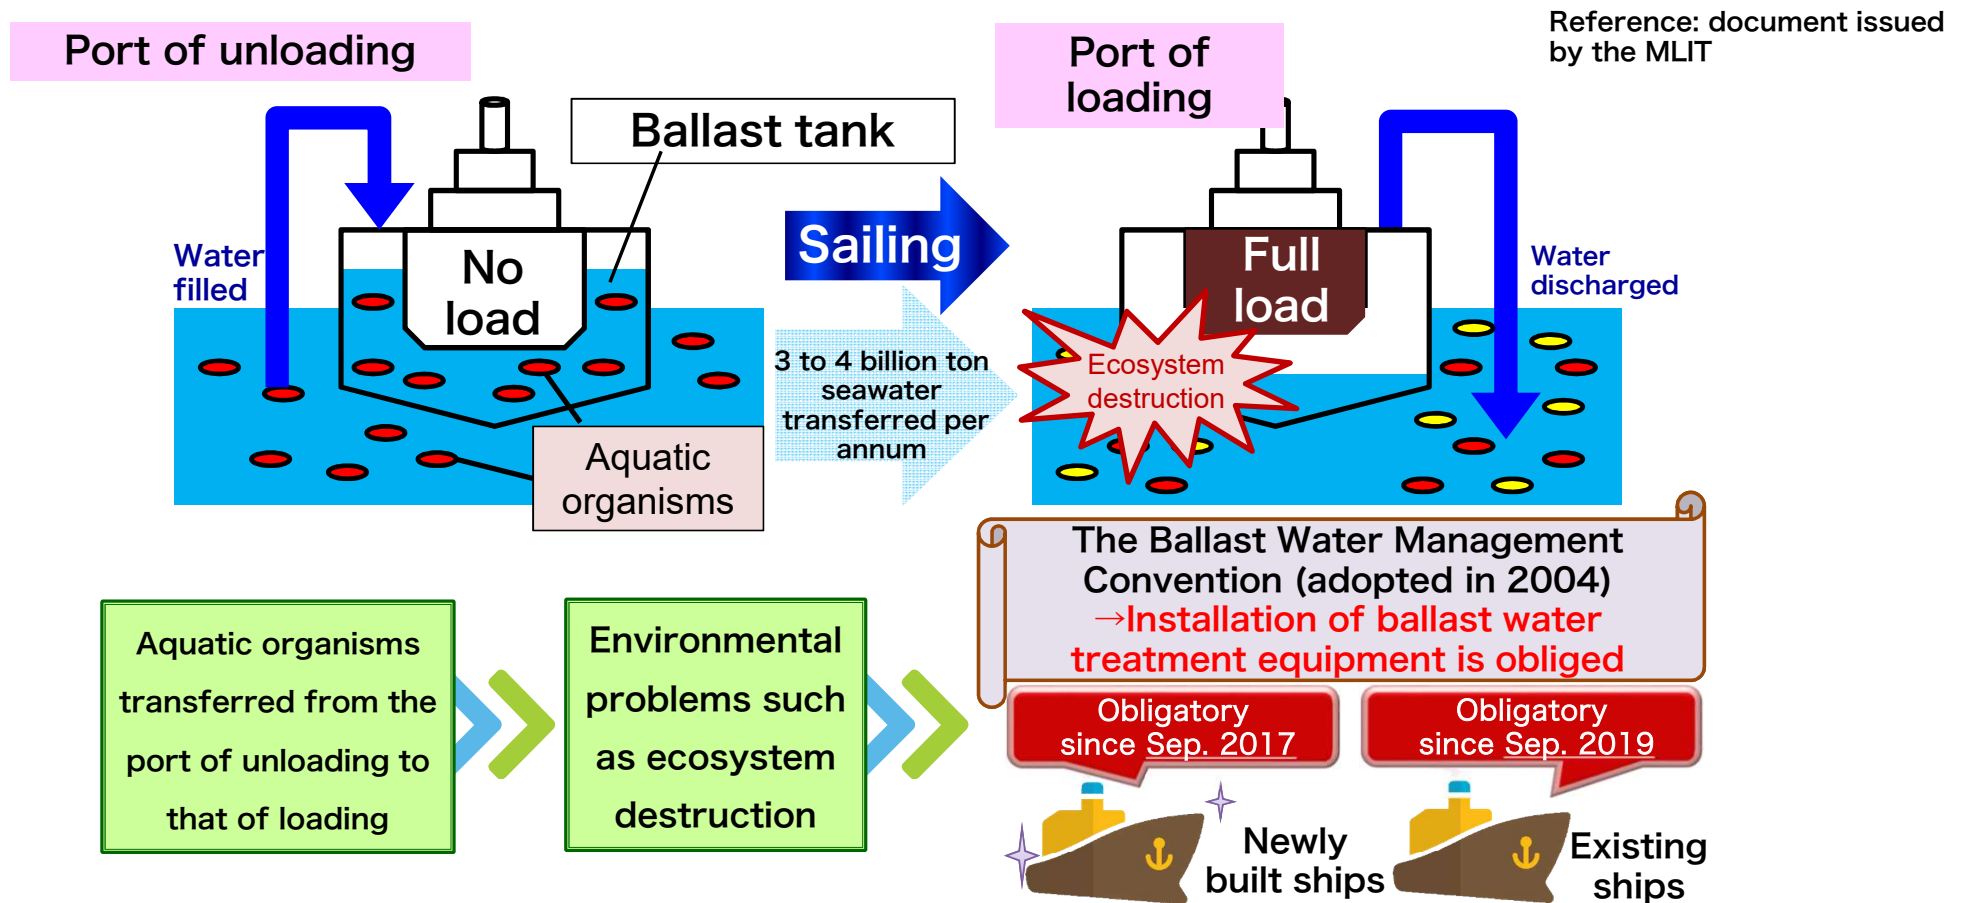 Port of unloading
Port of
loading
Reference: document issued
by the MLIT
Ballast tank
Water
filled
No
load
Sailing
Full
load
Water
discharged
3 to 4 billion ton
seawater
transferred per
annum
Ecosystem
destruction
Aquatic
organisms
The Ballast Water Management
Convention (adopted in 2004)
→Installation of ballast water
treatment equipment is obliged
Aquatic organisms
transferred from the
port of unloading to
that of loading
Environmental
problems such
as ecosystem
destruction
Obligatory
since Sep. 2017
Obligatory
since Sep. 2019
Newly
built ships
Existing
ships